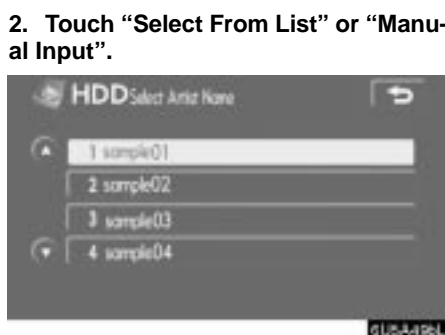 2. Touch “Select From List” or “Manu-
al Input”.
HDD Select Artist Name
1 sample01
2 sample02
3 sample03
4 sample04